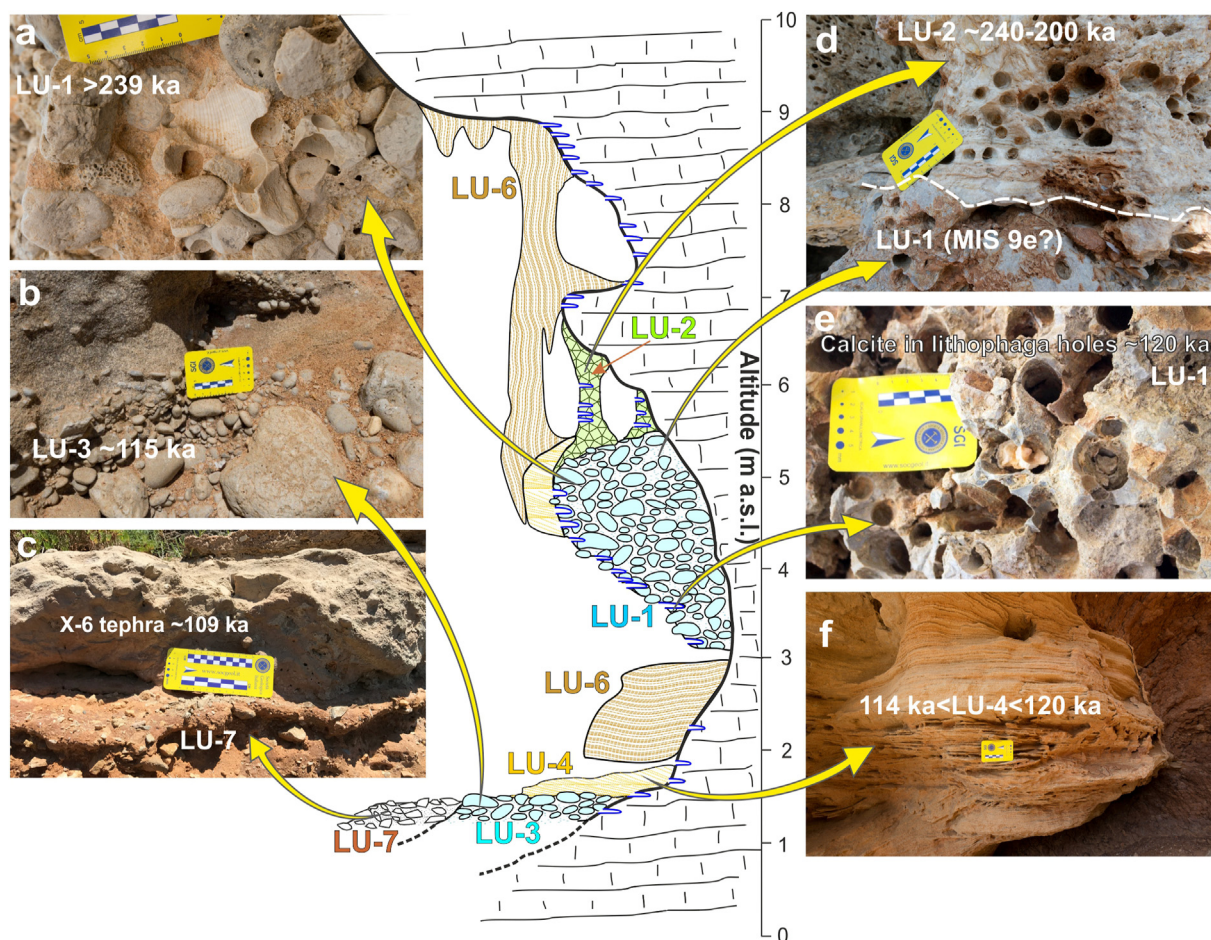 a
LU-1 >239 ka
b
LU-3 ~115 ka
c
X-6 tephra ~109 ka
LU-7
LU-6
LU-2
LU-1
LU-6
LU-4
LU-3
LU-7
10
9
8
7
6
5
4
3
2
1
0
Altitude (m a.s.l.)
d
LU-2 ~240-200 ka
SGI
LU-1 (MIS 9e?)
e
Calcite in lithophaga holes ~120 ka
LU-1
SGI
f
114 ka<LU-4<120 ka